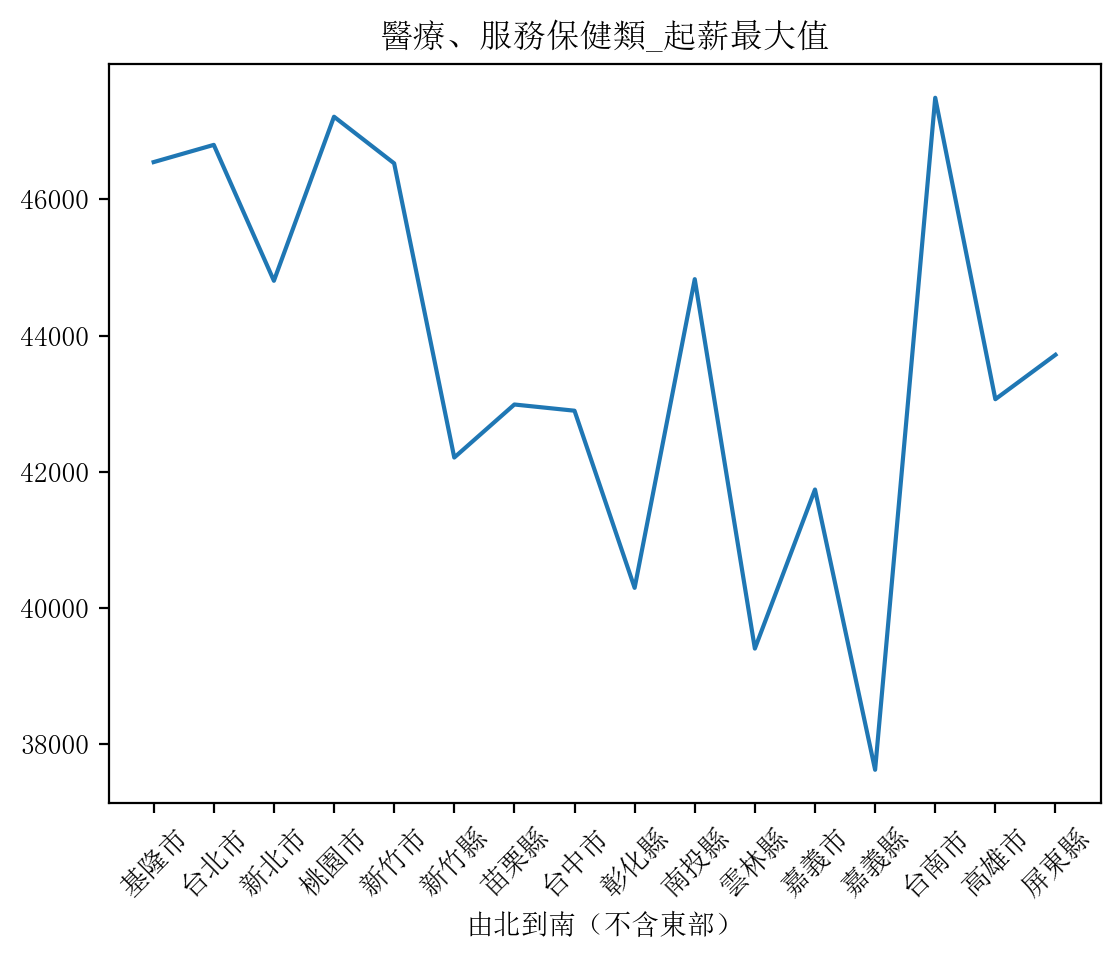 醫療、服務保健類_起薪最大值
46000
44000
42000
40000
38000
基隆市
台北市
新北市
桃園市
新竹市
新竹縣
苗栗縣
台中市
彰化縣
南投縣
雲林縣
嘉義市
嘉義縣
台南市
高雄市
屏東縣
由北到南（不含東部）